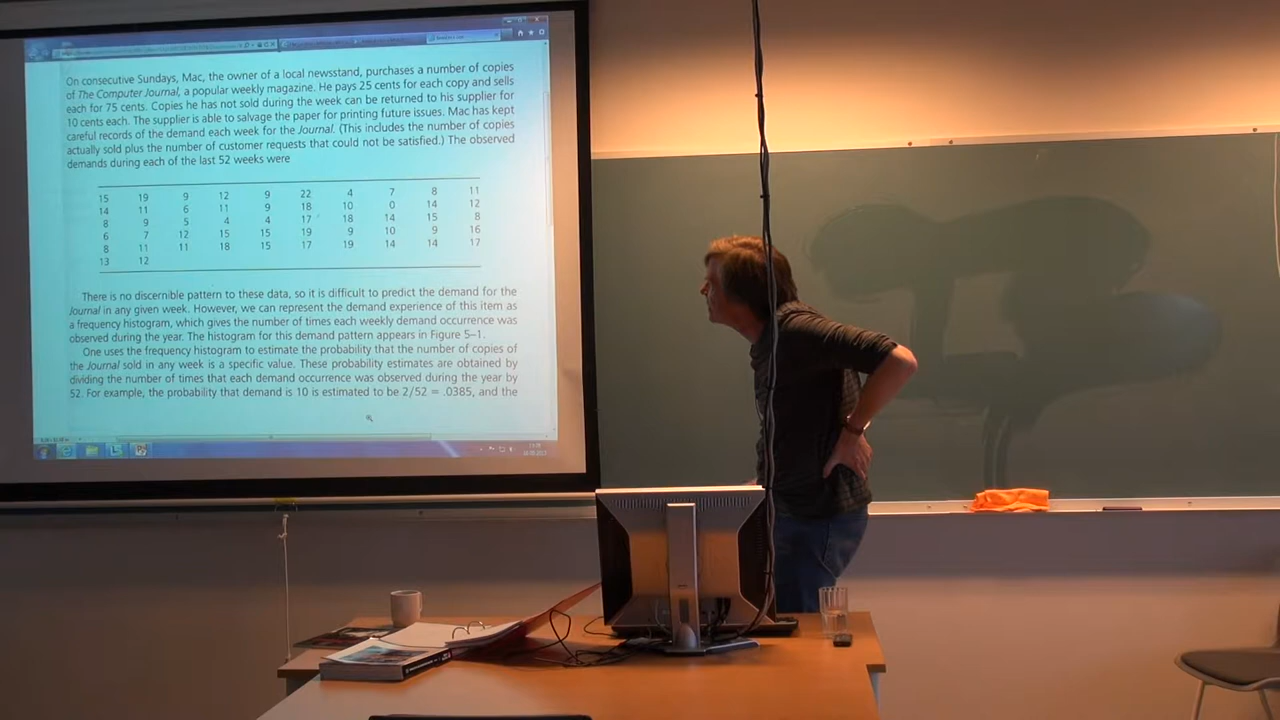 On consecutive Sundays, Mac, the owner of a local newsstand, purchases a number of copies
of The Computer Journal, a popular weekly magazine. He pays 25 cents for each copy and sells
each for 75 cents. Copies he has not sold during the week can be returned to his supplier for
10 cents each. The supplier is able to salvage the paper for printing future issues. Mac has kept
careful records of the demand each week for the Journal. (This includes the number of copies
actually sold plus the number of customer requests that could not be satisfied.) The observed
demands during each of the last 52 weeks were
15 19 9 12 9 22 4 7 8 11
14 11 6 11 9 18 10 0 14 12
8 9 5 4 4 17 18 14 15 8
6 7 12 15 15 19 9 10 9 16
8 11 11 18 15 17 19 14 14 17
13 12
There is no discernible pattern to these data, so it is difficult to predict the demand for the
Journal in any given week. However, we can represent the demand experience of this item as
a frequency histogram, which gives the number of times each weekly demand occurrence was
observed during the year. The histogram for this demand pattern appears in Figure 5–1.
One uses the frequency histogram to estimate the probability that the number of copies of
the Journal sold in any week is a specific value. These probability estimates are obtained by
dividing the number of times that each demand occurrence was observed during the year by
52. For example, the probability that demand is 10 is estimated to be 2/52 = .0385, and the